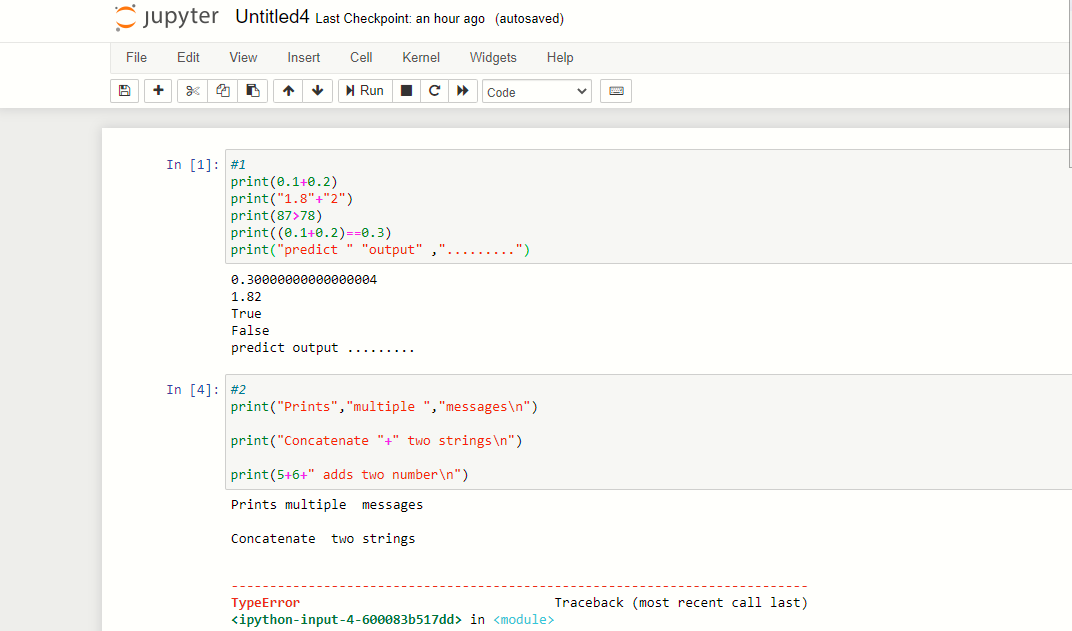 jupyter Untitled4 Last Checkpoint: an hour ago (autosaved)
File Edit View Insert Cell Kernel Widgets Help
Run Code
In [1]: #1
print(0.1+0.2)
print("1.8"+"2")
print(87>78)
print((0.1+0.2)==0.3)
print("predict " "output" ,".........")
0.30000000000000004
1.82
True
False
predict output .........
In [4]: #2
print("Prints","multiple ","messages\n")
print("Concatenate "+" two strings\n")
print(5+6+" adds two number\n")
Prints multiple  messages
Concatenate  two strings
---------------------------------------------------------------------------
TypeError                                 Traceback (most recent call last)
<ipython-input-4-600083b517dd> in <module>